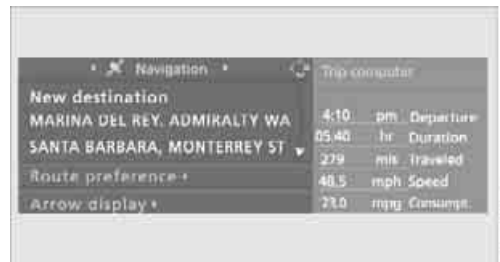 Navigation
New destination
MARINA DEL REY, ADMIRALTY WA
SANTA BARBARA, MONTERREY ST
Route preference
Arrow display
Trip computer
4:10 pm Departure
05.40 hr Duration
279 mls Traveled
48.5 mph Speed
23.0 mpg Consumpt.